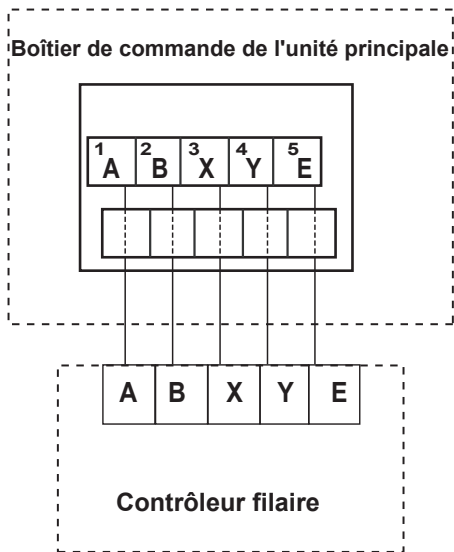 Boîtier de commande de l'unité principale
1 2 3 4 5
A B X Y E
A B X Y E
Contrôleur filaire